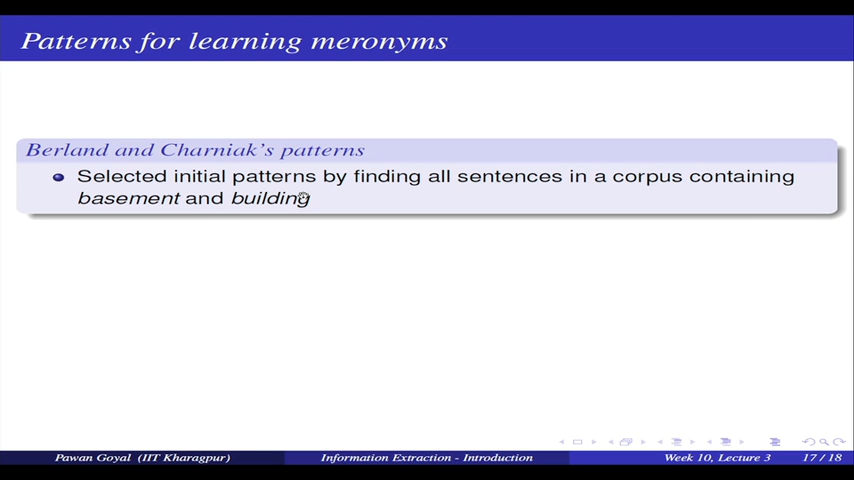 Patterns for learning meronyms
Berland and Charniak's patterns
Selected initial patterns by finding all sentences in a corpus containing
basement and building
Pawan Goyal (IIT Kharagpur)
Information Extraction - Introduction
Week 10, Lecture 3
17 / 18